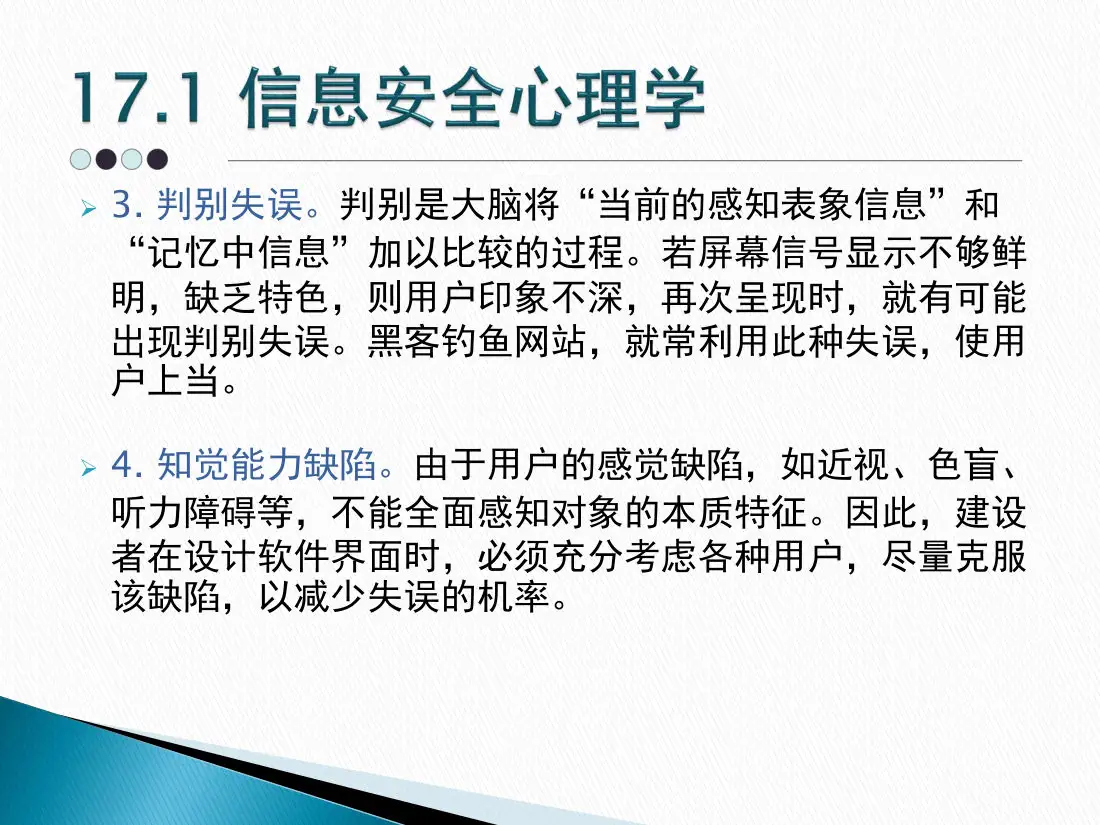 17.1 信息安全心理学
3. 判别失误。判别是大脑将“当前的感知表象信息”和
“记忆中信息”加以比较的过程。若屏幕信号显示不够鲜
明，缺乏特色，则用户印象不深，再次呈现时，就有可能
出现判别失误。黑客钓鱼网站，就常利用此种失误，使用
户上当。
4. 知觉能力缺陷。由于用户的感觉缺陷，如近视、色盲、
听力障碍等，不能全面感知对象的本质特征。因此，建设
者在设计软件界面时，必须充分考虑各种用户，尽量克服
该缺陷，以减少失误的机率。